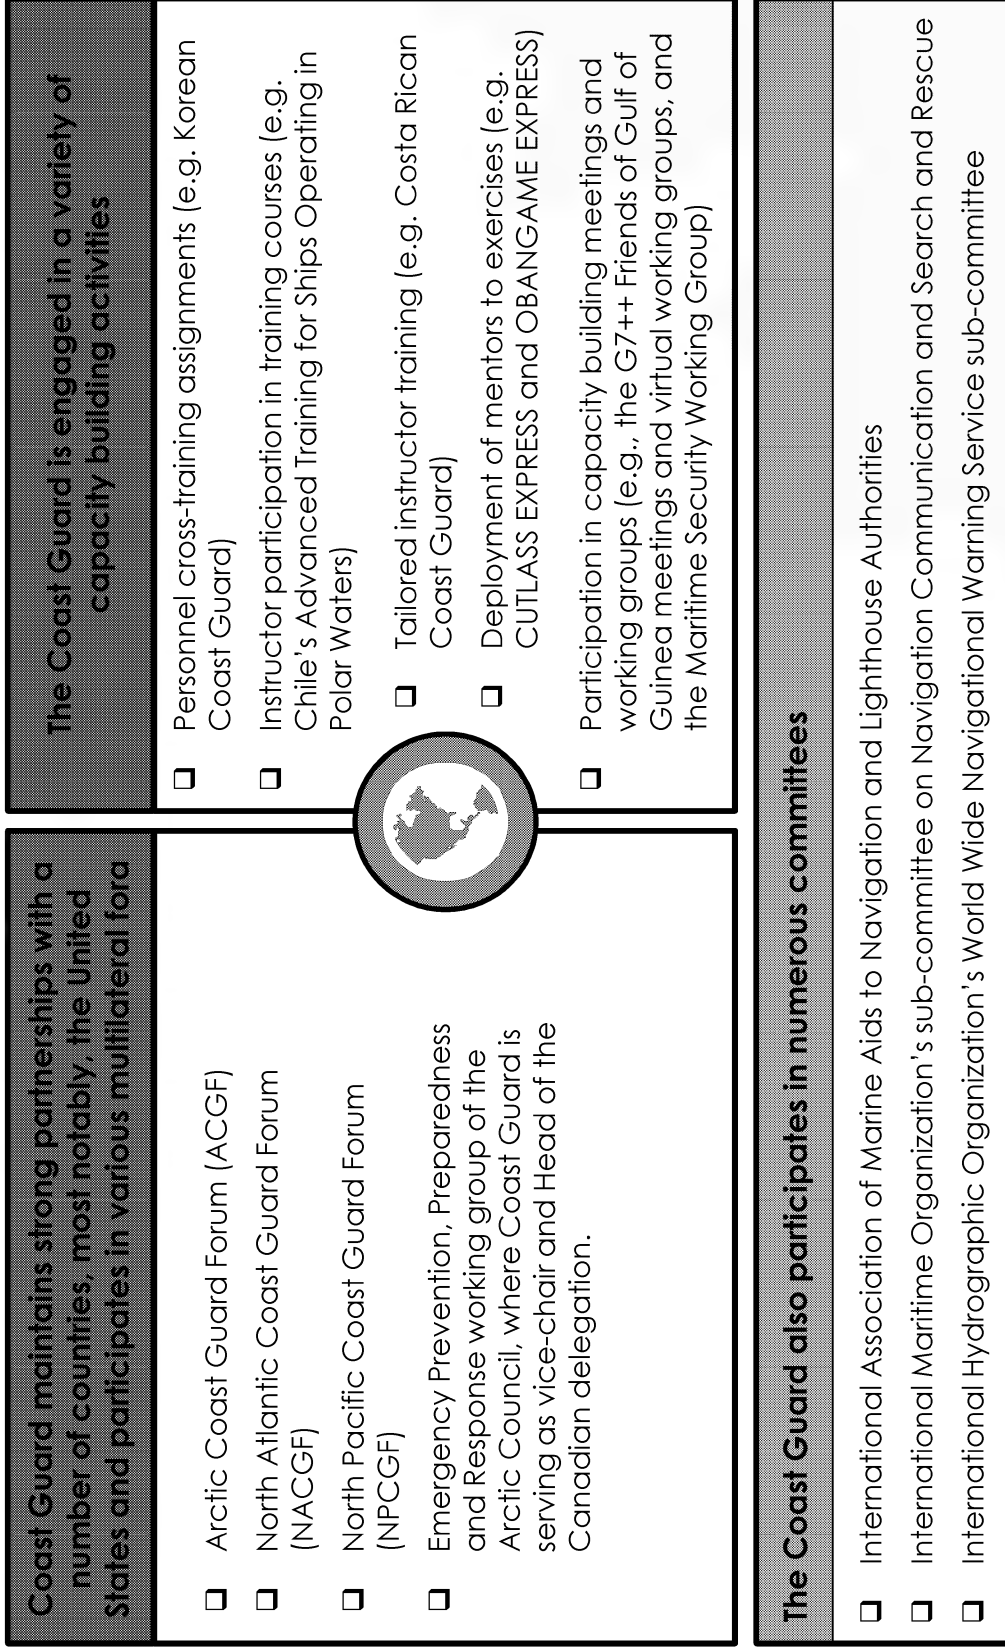 Coast Guard maintains strong partnerships with a
number of countries, most notably, the United
States and participates in various multilateral fora
❑ Arctic Coast Guard Forum (ACGF)
❑ North Atlantic Coast Guard Forum
(NACGF)
❑ North Pacific Coast Guard Forum
(NPCGF)
❑ Emergency Prevention, Preparedness
and Response working group of the
Arctic Council, where Coast Guard is
serving as vice-chair and Head of the
Canadian delegation.
The Coast Guard is engaged in a variety of
capacity building activities
❑ Personnel cross-training assignments (e.g. Korean
Coast Guard)
❑ Instructor participation in training courses (e.g.
Chile's Advanced Training for Ships Operating in
Polar Waters)
❑ Tailored instructor training (e.g. Costa Rican
Coast Guard)
❑ Deployment of mentors to exercises (e.g.
CUTLASS EXPRESS and OBANGAME EXPRESS)
❑ Participation in capacity building meetings and
working groups (e.g., the G7++ Friends of Gulf of
Guinea meetings and virtual working groups, and
the Maritime Security Working Group)
The Coast Guard also participates in numerous committees
❑ International Association of Marine Aids to Navigation and Lighthouse Authorities
❑ International Maritime Organization's sub-committee on Navigation Communication and Search and Rescue
❑ International Hydrographic Organization's World Wide Navigational Warning Service sub-committee